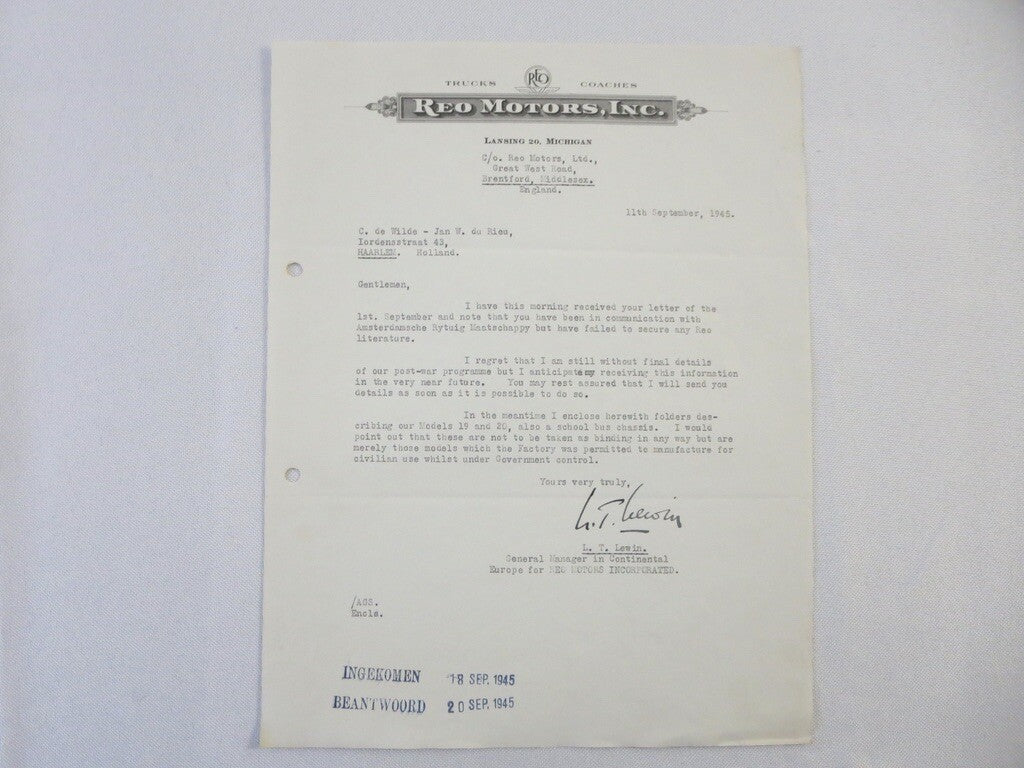 TRUCKS REO COACHES
REO MOTORS, INC.
LANSING 20, MICHIGAN
C/o. Reo Motors, Ltd.,
Great West Road,
Brentford, Middlesex.
England.
11th September, 1945.
C. de Wilde - Jan W. du Rieu,
Iordensstraat 43,
HAARLEM. Holland.
Gentlemen,
I have this morning received your letter of the
1st. September and note that you have been in communication with
Amsterdamsche Rytuig Maatschappy but have failed to secure any Reo
literature.
I regret that I am still without final details
of our post-war programme but I anticipate receiving this information
in the very near future. You may rest assured that I will send you
details as soon as it is possible to do so.
In the meantime I enclose herewith folders des-
cribing our Models 19 and 20, also a school bus chassis. I would
point out that these are not to be taken as binding in any way but are
merely those models which the Factory was permitted to manufacture for
civilian use whilst under Government control.
Yours very truly,
L. T. Lewin
L. T. Lewin.
General Manager in Continental
Europe for REO MOTORS INCORPORATED.
/AGS.
Encls.
INGEKOMEN 18 SEP. 1945
BEANTWOORD 20 SEP. 1945